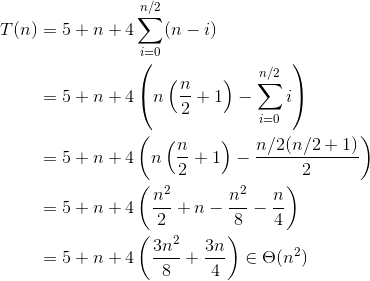 T(n) = 5 + n + 4 \sum_{i=0}^{n/2} (n - i)
= 5 + n + 4 \left( n \left( \frac{n}{2} + 1 \right) - \sum_{i=0}^{n/2} i \right)
= 5 + n + 4 \left( n \left( \frac{n}{2} + 1 \right) - \frac{n/2(n/2 + 1)}{2} \right)
= 5 + n + 4 \left( \frac{n^2}{2} + n - \frac{n^2}{8} - \frac{n}{4} \right)
= 5 + n + 4 \left( \frac{3n^2}{8} + \frac{3n}{4} \right) \in \Theta(n^2)